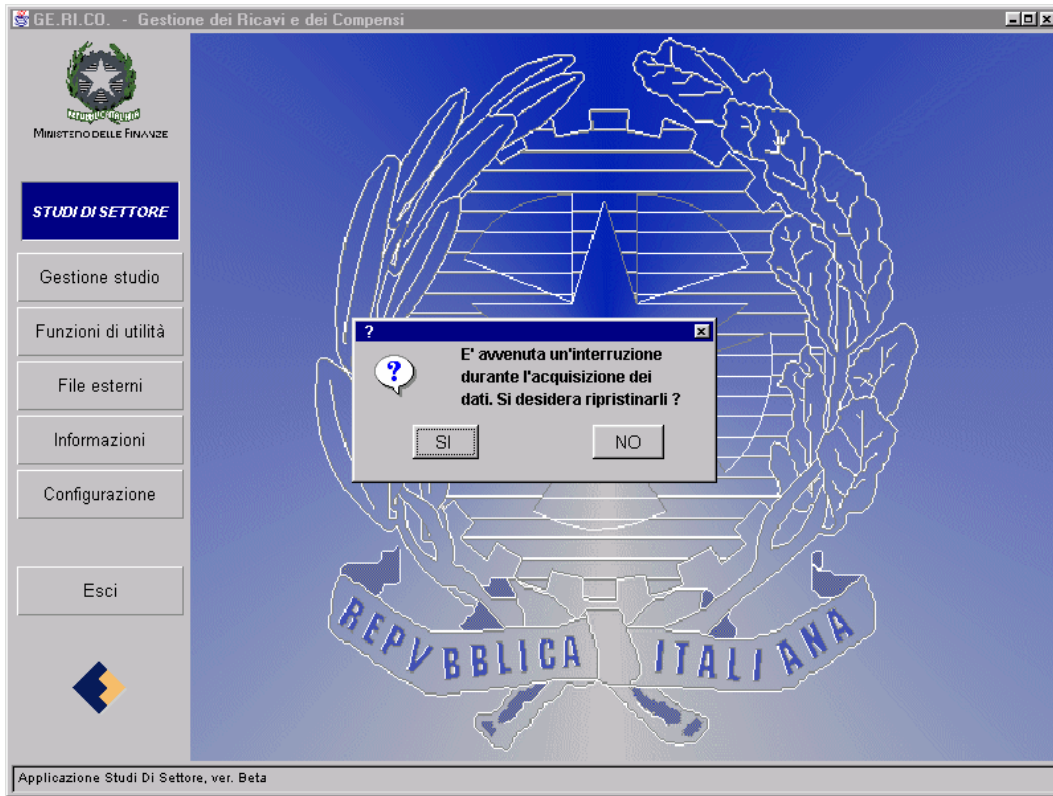 GE.RI.CO. - Gestione dei Ricavi e dei Compensi
REPVBBLICA ITALIANA
MINISTERO DELLE FINANZE
STUDI DI SETTORE
Gestione studio
Funzioni di utilità
File esterni
Informazioni
Configurazione
Esci
?
?
E' avvenuta un'interruzione
durante l'acquisizione dei
dati. Si desidera ripristinarli ?
SI NO
REPVBBLICA ITALIANA
Applicazione Studi Di Settore, ver. Beta